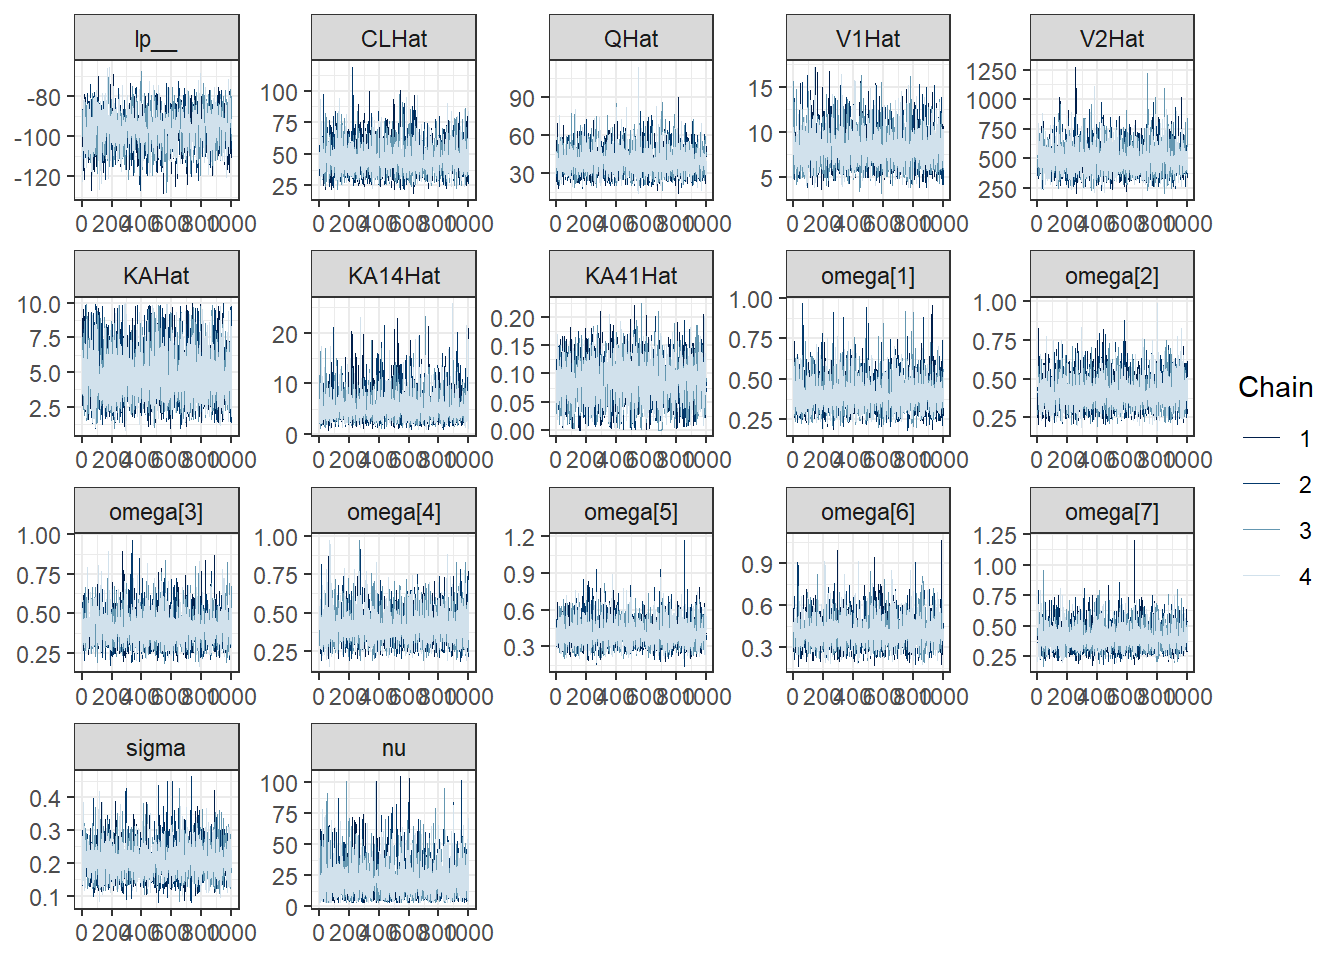 lp__ CLHat QHat V1Hat V2Hat
-80 -100 -120
100 75 50 25
90 60 30
15 10 5
1250 1000 750 500 250
0 200 400 600 800 1000 0 200 400 600 800 1000 0 200 400 600 800 1000 0 200 400 600 800 1000 0 200 400 600 800 1000
KAHat KA14Hat KA41Hat omega[1] omega[2]
10.0 7.5 5.0 2.5
20 10 0
0.20 0.15 0.10 0.05 0.00
1.00 0.75 0.50 0.25
1.00 0.75 0.50 0.25
0 200 400 600 800 1000 0 200 400 600 800 1000 0 200 400 600 800 1000 0 200 400 600 800 1000 0 200 400 600 800 1000
omega[3] omega[4] omega[5] omega[6] omega[7]
1.00 0.75 0.50 0.25
1.00 0.75 0.50 0.25
1.2 0.9 0.6 0.3
0.9 0.6 0.3
1.25 1.00 0.75 0.50 0.25
0 200 400 600 800 1000 0 200 400 600 800 1000 0 200 400 600 800 1000 0 200 400 600 800 1000 0 200 400 600 800 1000
sigma nu
0.4 0.3 0.2 0.1
100 75 50 25 0
0 200 400 600 800 1000 0 200 400 600 800 1000
Chain
1
2
3
4